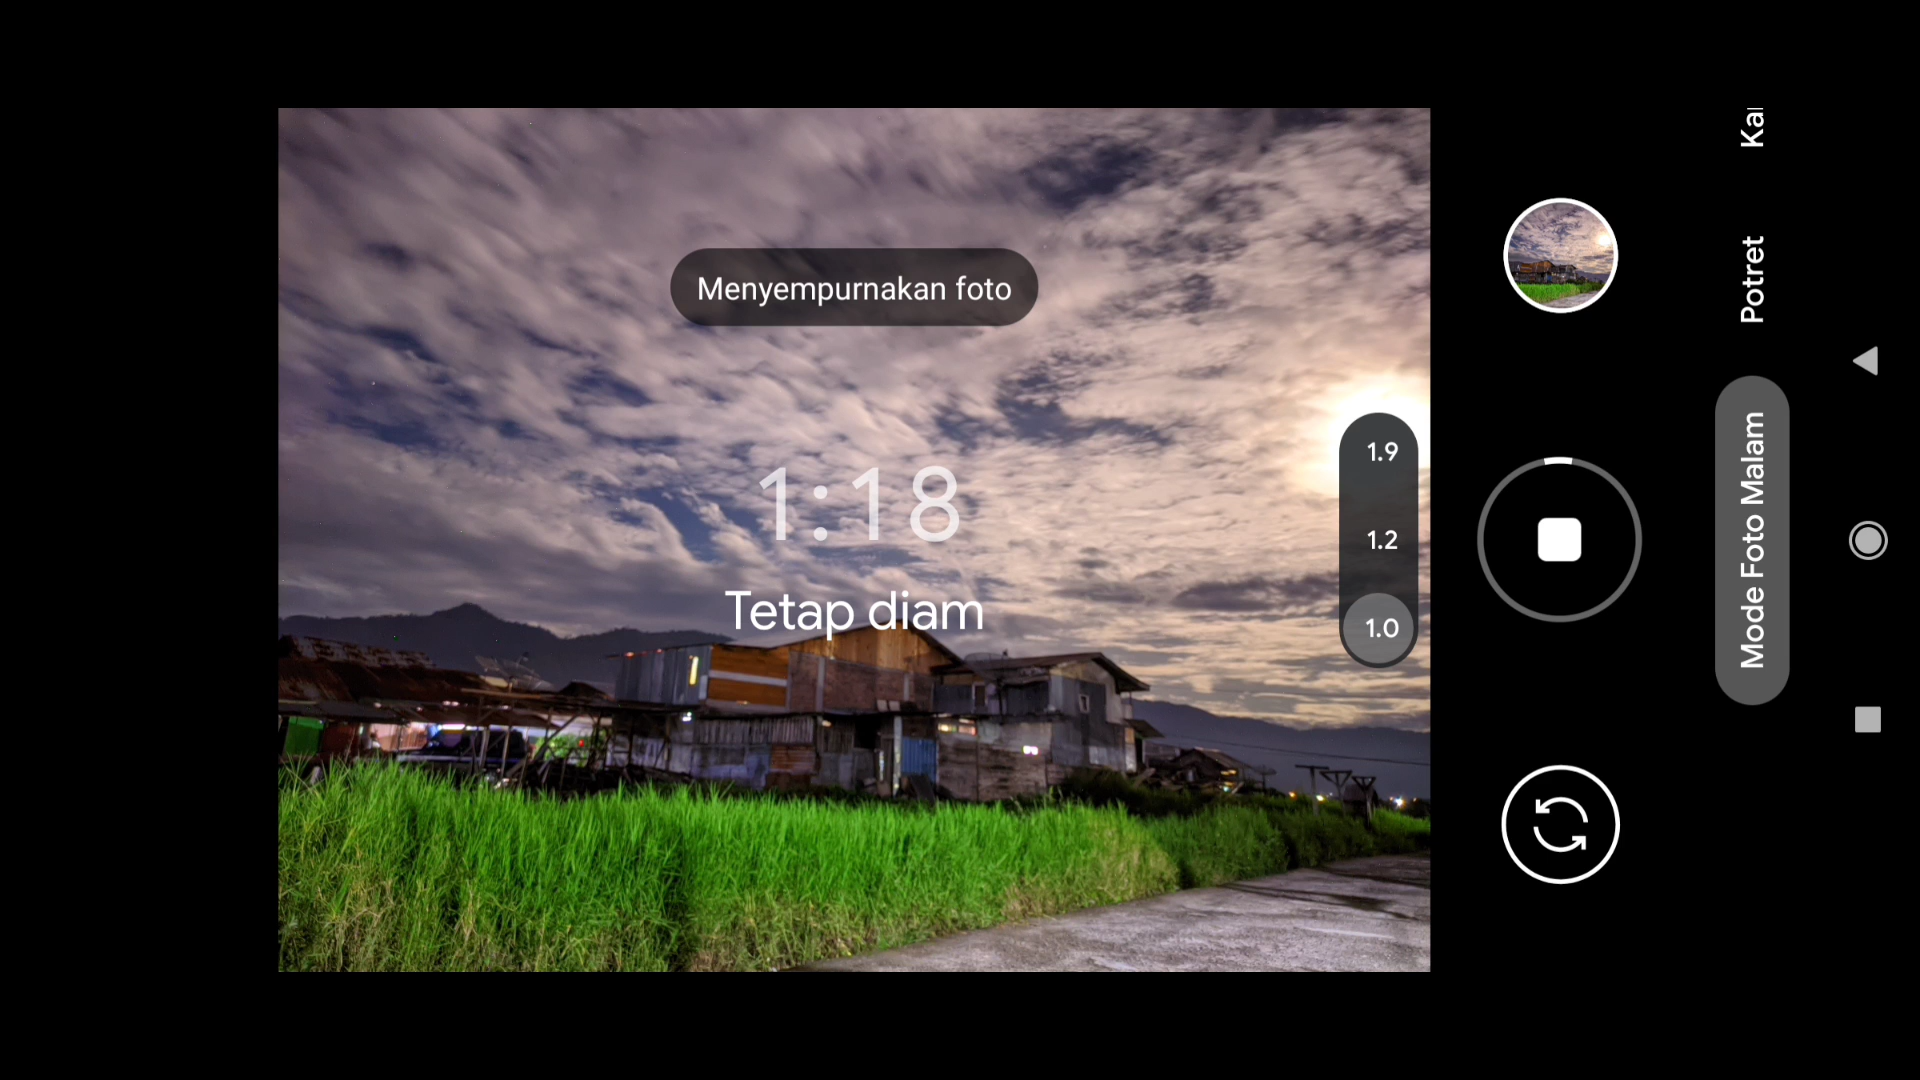 Menyempurnakan foto
1:18
Tetap diam
1.9
1.2
1.0
Potret
Mode Foto Malam